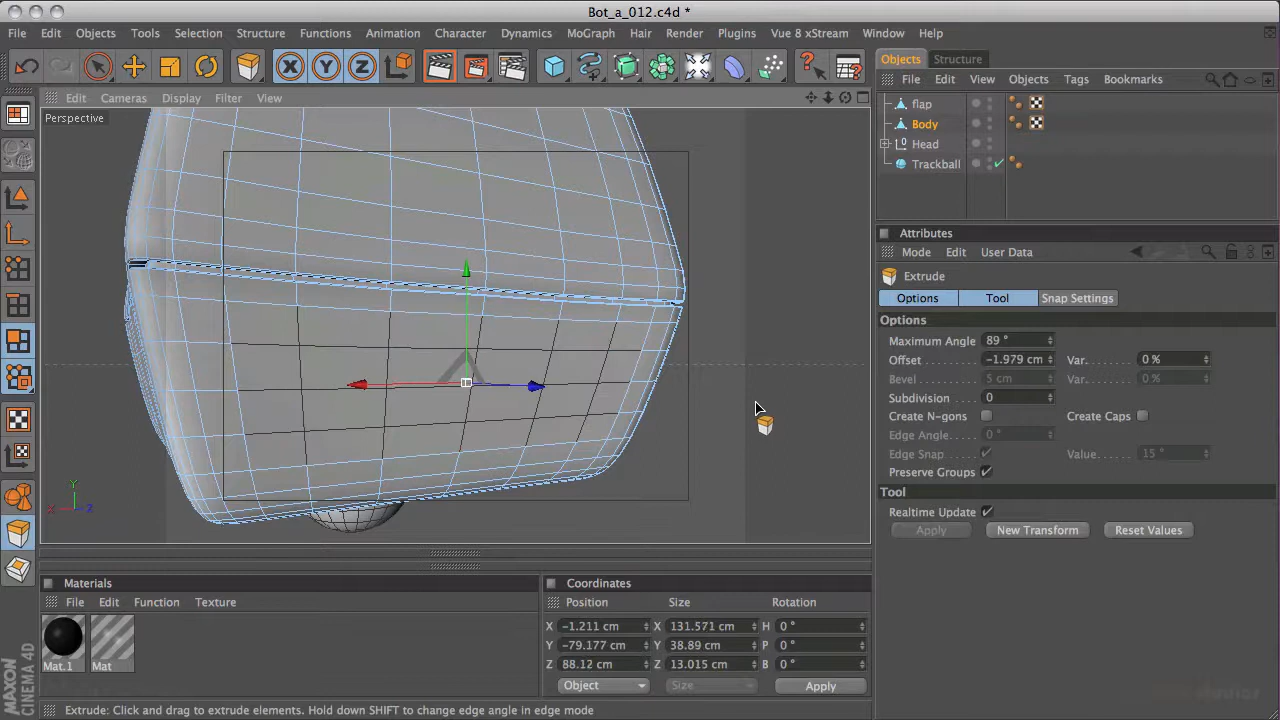 Bot_a_012.c4d *
File Edit Objects Tools Selection Structure Functions Animation Character Dynamics MoGraph Hair Render Plugins Vue 8 xStream Window Help
Objects Structure
File Edit View Objects Tags Bookmarks
Edit Cameras Display Filter View
Perspective
flap
Body
Head
Trackball
Attributes
Mode Edit User Data
Extrude
Options Tool Snap Settings
Options
Maximum Angle 89 °
Offset -1.979 cm Var. 0 %
Bevel 5 cm Var. 0 %
Subdivision 0
Create N-gons Create Caps
Edge Angle 0 °
Edge Snap Value 15 °
Preserve Groups
Tool
Realtime Update
Apply New Transform Reset Values
Y
X Z
Materials
File Edit Function Texture
Mat.1 Mat
Coordinates
Position Size Rotation
X -1.211 cm X 131.571 cm H 0 °
Y -79.177 cm Y 38.89 cm P 0 °
Z 88.12 cm Z 13.015 cm B 0 °
Object Size Apply
MAXON CINEMA 4D
Extrude: Click and drag to extrude elements. Hold down SHIFT to change edge angle in edge mode